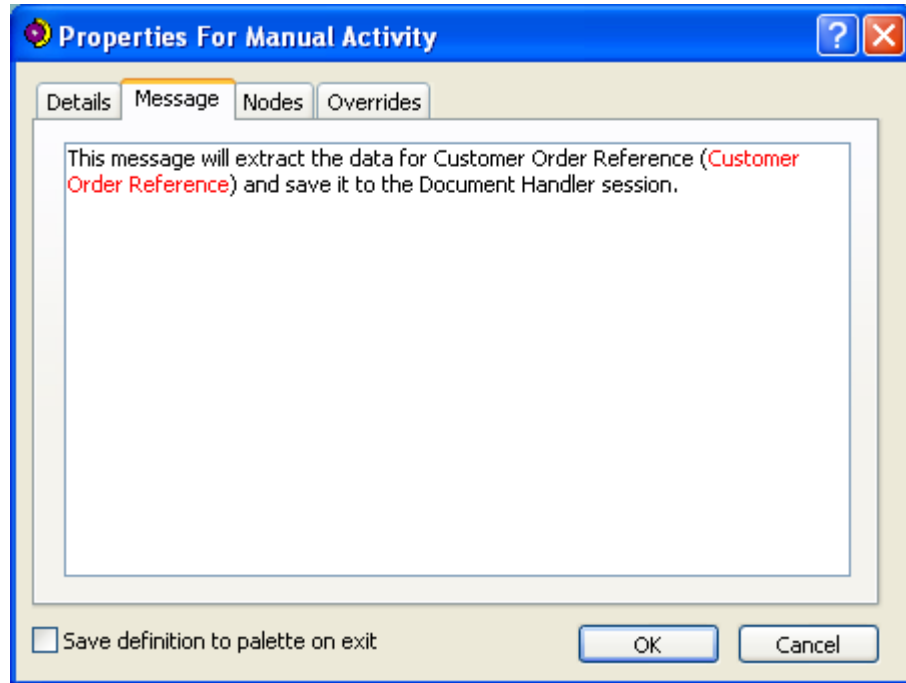 Properties For Manual Activity
Details Message Nodes Overrides
This message will extract the data for Customer Order Reference (Customer
Order Reference) and save it to the Document Handler session.
Save definition to palette on exit
OK Cancel